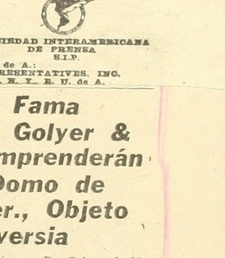 IEDAD INTERAMERICANA
DE PRENSA
S.I.P.
de A.:
RESENTATIVES, INC.
N. Y., E. U. de A.
Fama
Golyer &
mprenderán
Domo de
er., Objeto
versia